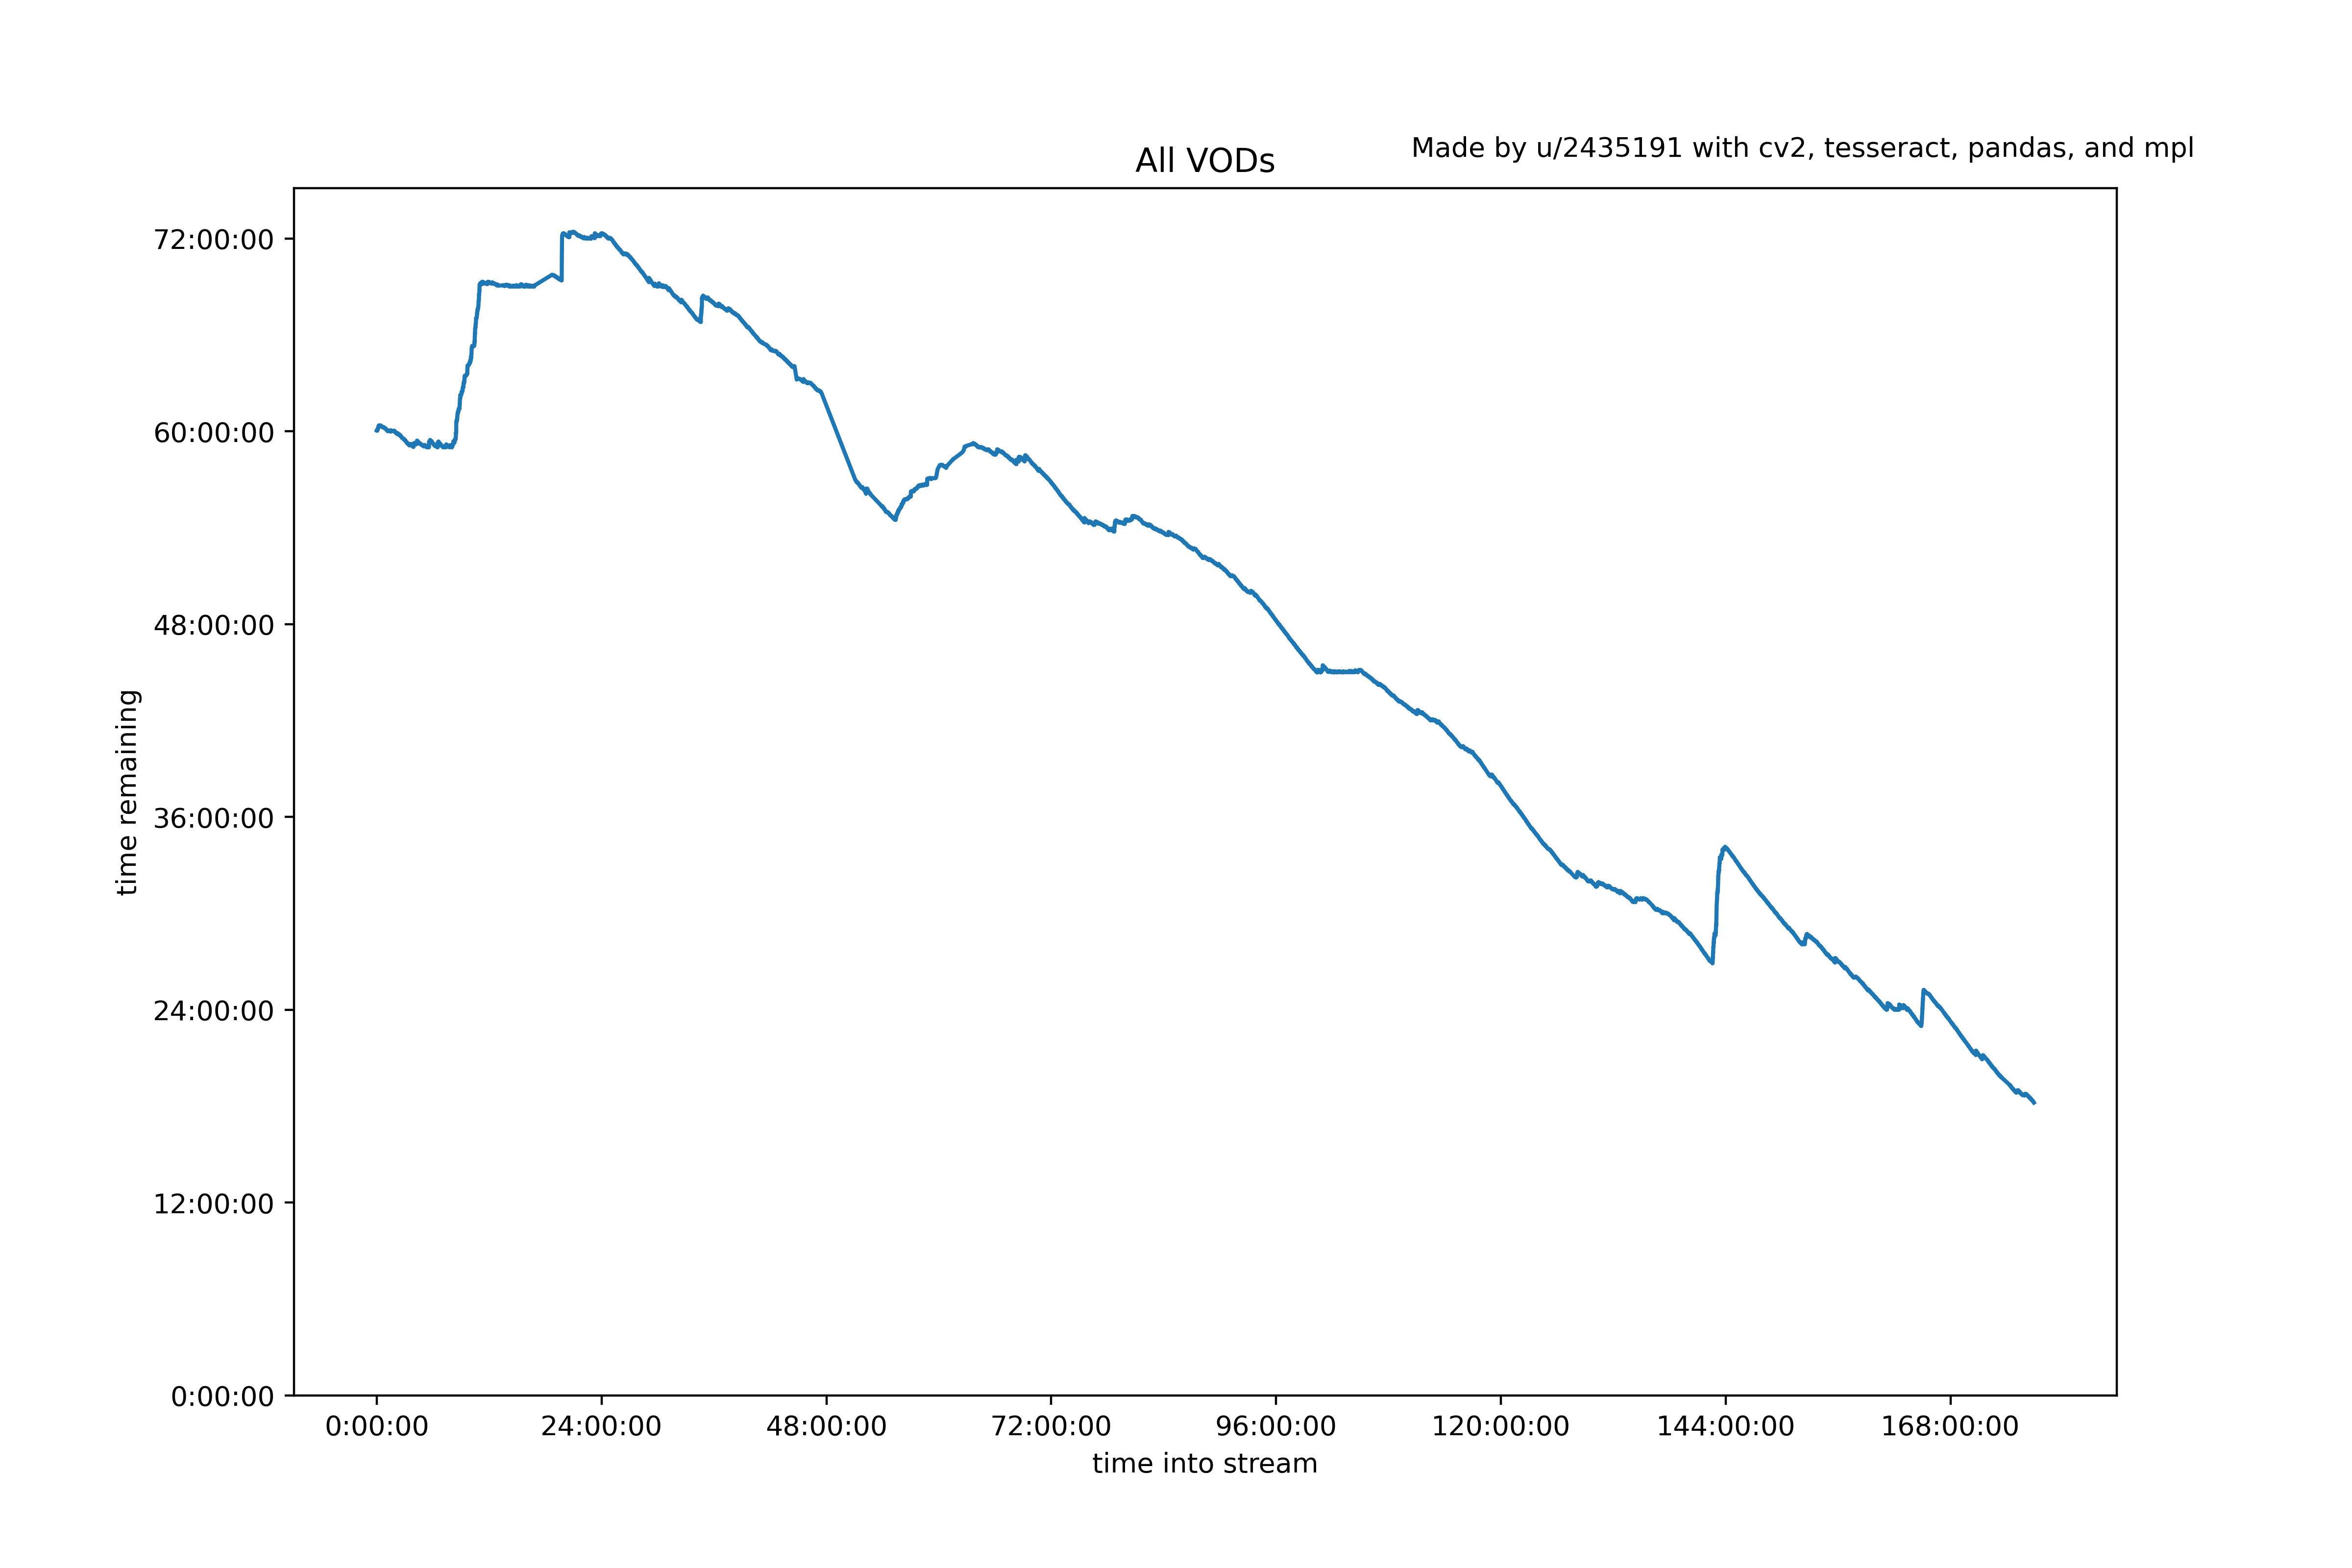 Made by u/2435191 with cv2, tesseract, pandas, and mpl
All VODs
72:00:00
60:00:00
48:00:00
36:00:00
24:00:00
12:00:00
0:00:00
time remaining
0:00:00 24:00:00 48:00:00 72:00:00 96:00:00 120:00:00 144:00:00 168:00:00
time into stream